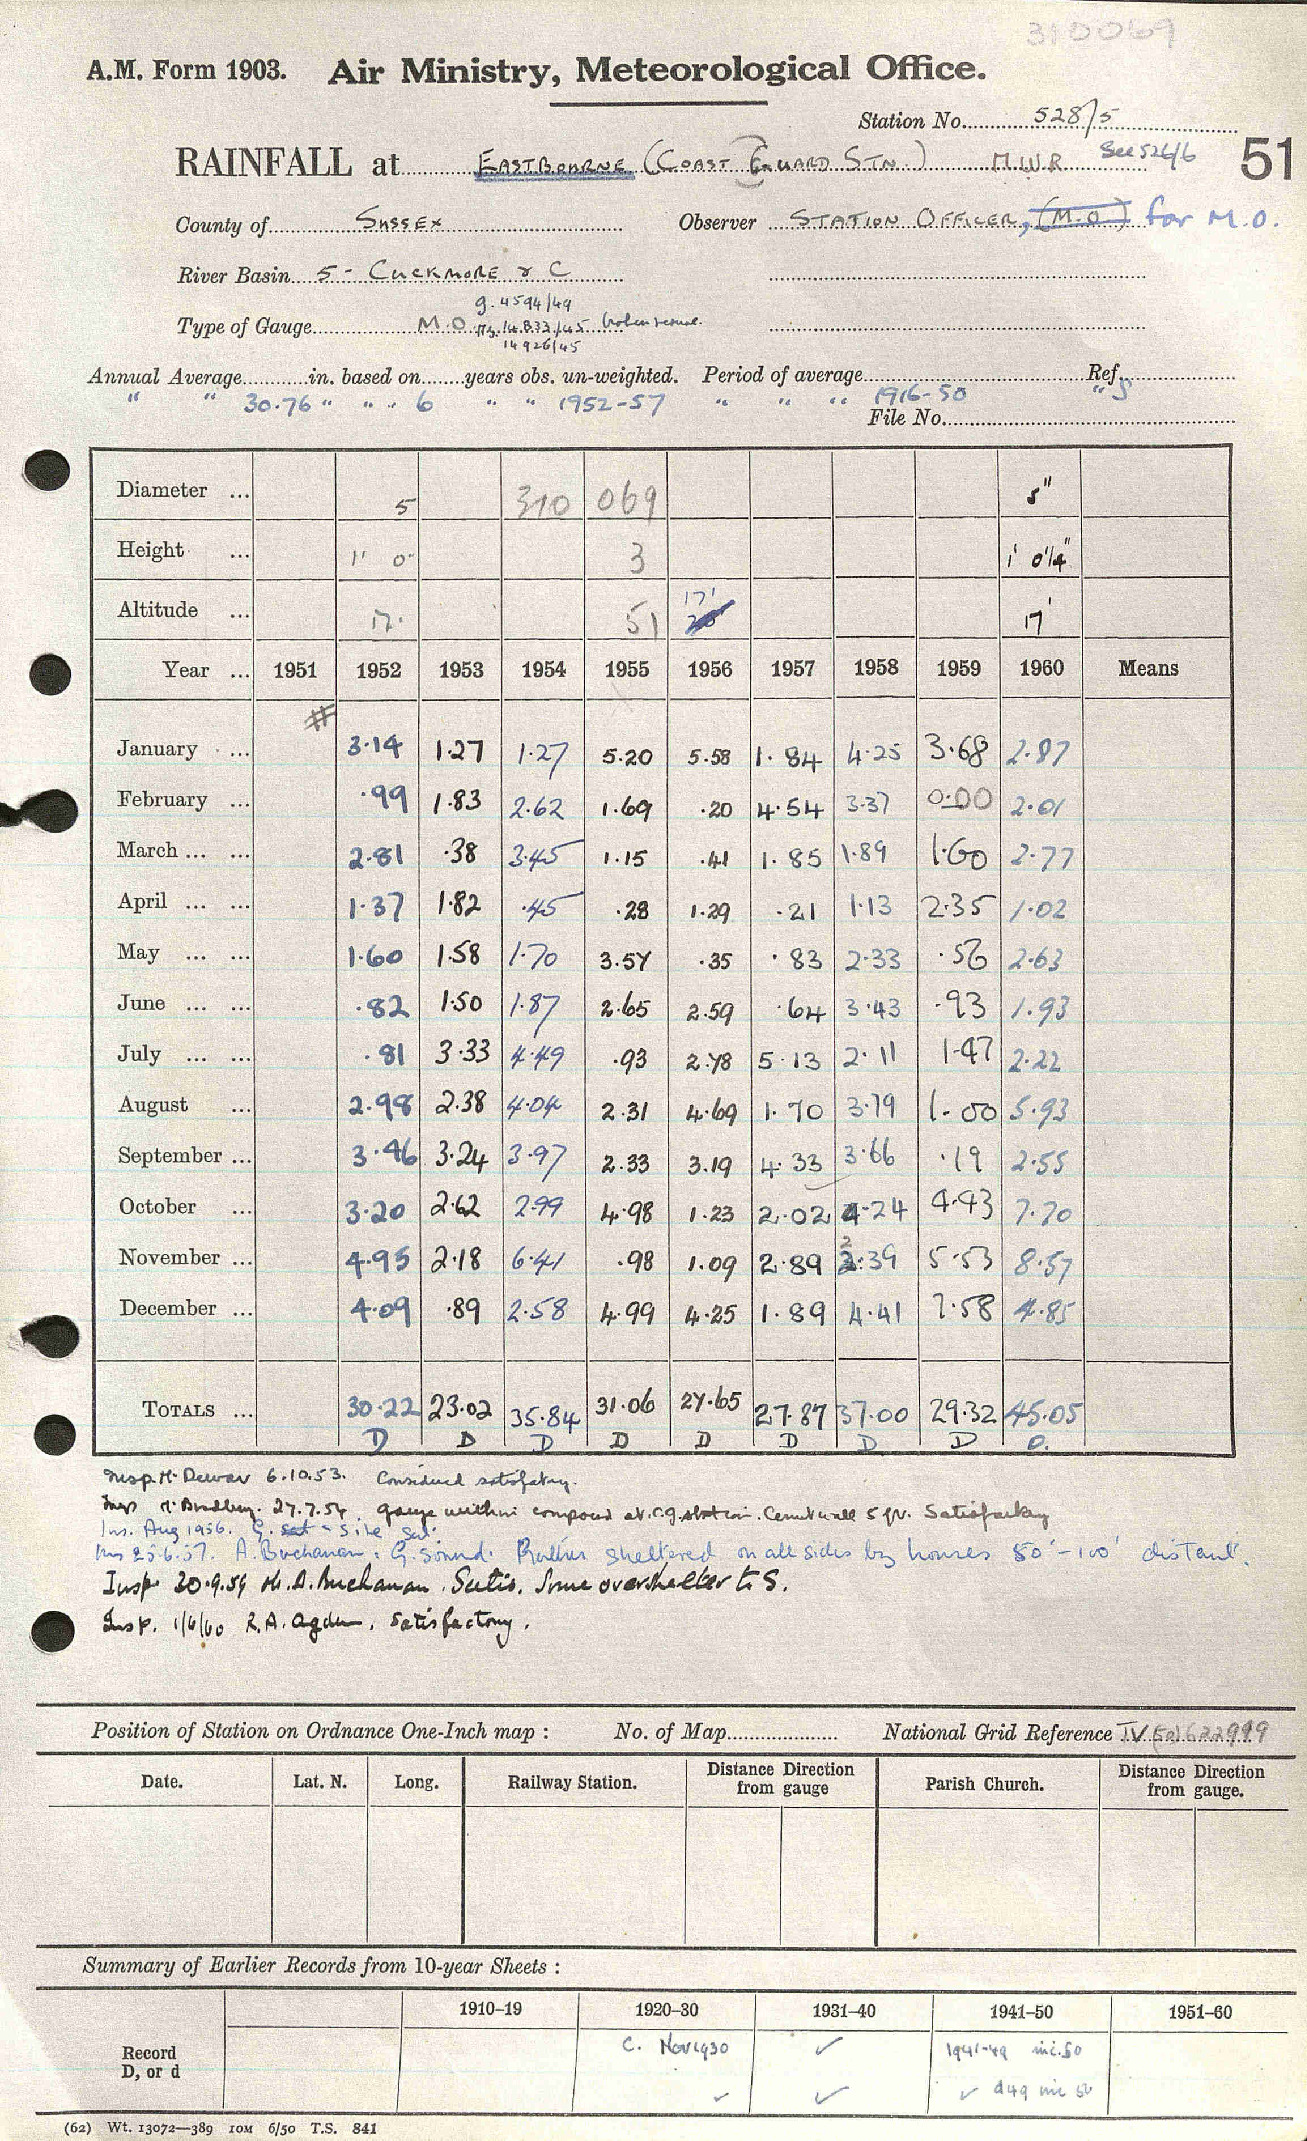 310069
A.M. Form 1903. Air Ministry, Meteorological Office.
Station No. 528/5
RAINFALL at EASTBOURNE (COAST GUARD STN.) M.W.R See 526/6 51
County of SUSSEX Observer STATION OFFICER, (M.O) for M.O.
River Basin 5 - CUCKMERE & C
g. 4594/49
Type of Gauge M.O 14833/45
14926/45
Annual Average in. based on years obs. un-weighted. Period of average Ref.
" " 30.76 " " " 6 " " 1952-57 " " " 1916-50 " S
File No.
Diameter ... 5 310 069 5"
Height ... 1' 0" 3 1' 0¼"
Altitude ... 17. 51 17' 17'
Year ... 1951 1952 1953 1954 1955 1956 1957 1958 1959 1960 Means
January ... 3.14 1.27 1.27 5.20 5.58 1.84 4.25 3.68 2.87
February ... .99 1.83 2.62 1.69 .20 4.54 3.37 0.00 2.01
March ... ... 2.81 .38 3.45 1.15 .41 1.85 1.89 1.60 2.77
April ... ... 1.37 1.82 .45 .28 1.29 .21 1.13 2.35 1.02
May ... ... 1.60 1.58 1.70 3.57 .35 .83 2.33 .56 2.63
June ... ... .82 1.50 1.87 2.65 2.59 .64 3.43 .93 1.93
July ... ... .81 3.33 4.49 .93 2.78 5.13 2.11 1.47 2.22
August ... 2.98 2.38 4.04 2.31 4.69 1.70 3.79 1.00 5.93
September ... 3.46 3.24 3.97 2.33 3.19 4.33 3.66 .19 2.55
October ... 3.20 2.62 2.99 4.98 1.23 2.02 4.24 4.43 7.70
November ... 4.95 2.18 6.41 .98 1.09 2.89 2.39 5.53 8.57
December ... 4.09 .89 2.58 4.99 4.25 1.89 4.41 7.58 4.85
TOTALS ... 30.22 23.02 35.84 31.06 27.65 27.87 37.00 29.32 45.05
D D D D D D D D D.
Insp. Mr Dewar 6.10.53. Considered satisfactory.
Insp Mr Bradbury. 27.7.54. gauge within compound at C.G. station. Satisfactory
Ins. Aug 1956. G. sat - site sat.
Ins 25.6.57. A. Buchanan: G. sound. Rather sheltered on all sides by houses 80'-100' distant.
Insp 30.9.59 Mr. A. Buchanan. Satis. Some overshelter to S.
Insp. 1/6/60 R.A. Ogden. Satisfactory.
Position of Station on Ordnance One-Inch map : No. of Map National Grid Reference
Date. Lat. N. Long. Railway Station. Distance Direction from gauge Parish Church. Distance Direction from gauge.
Summary of Earlier Records from 10-year Sheets :
1910-19 1920-30 1931-40 1941-50 1951-60
Record C. Nov 1930 ✓ 1941-49 inc. 50
D, or d ✓ ✓ ✓ d49 inc 50
(62) Wt. 13072—389 10M 6/50 T.S. 841